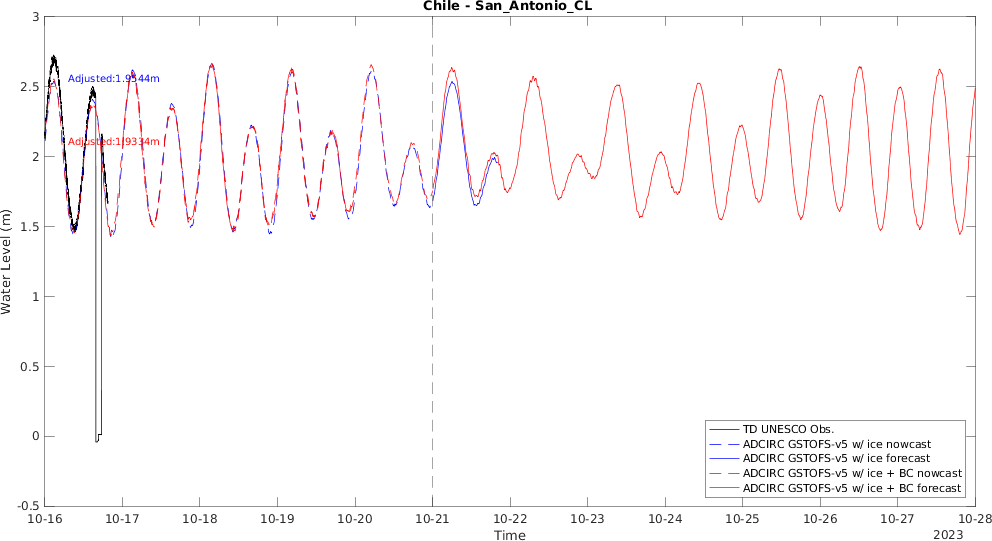 Chile - San_Antonio_CL
3
2.5
2
1.5
1
0.5
0
-0.5
Water Level (m)
Adjusted:1.9544m
Adjusted:1.9334m
TD UNESCO Obs.
ADCIRC GSTOFS-v5 w/ ice nowcast
ADCIRC GSTOFS-v5 w/ ice forecast
ADCIRC GSTOFS-v5 w/ ice + BC nowcast
ADCIRC GSTOFS-v5 w/ ice + BC forecast
10-16 10-17 10-18 10-19 10-20 10-21 10-22 10-23 10-24 10-25 10-26 10-27 10-28
Time
2023